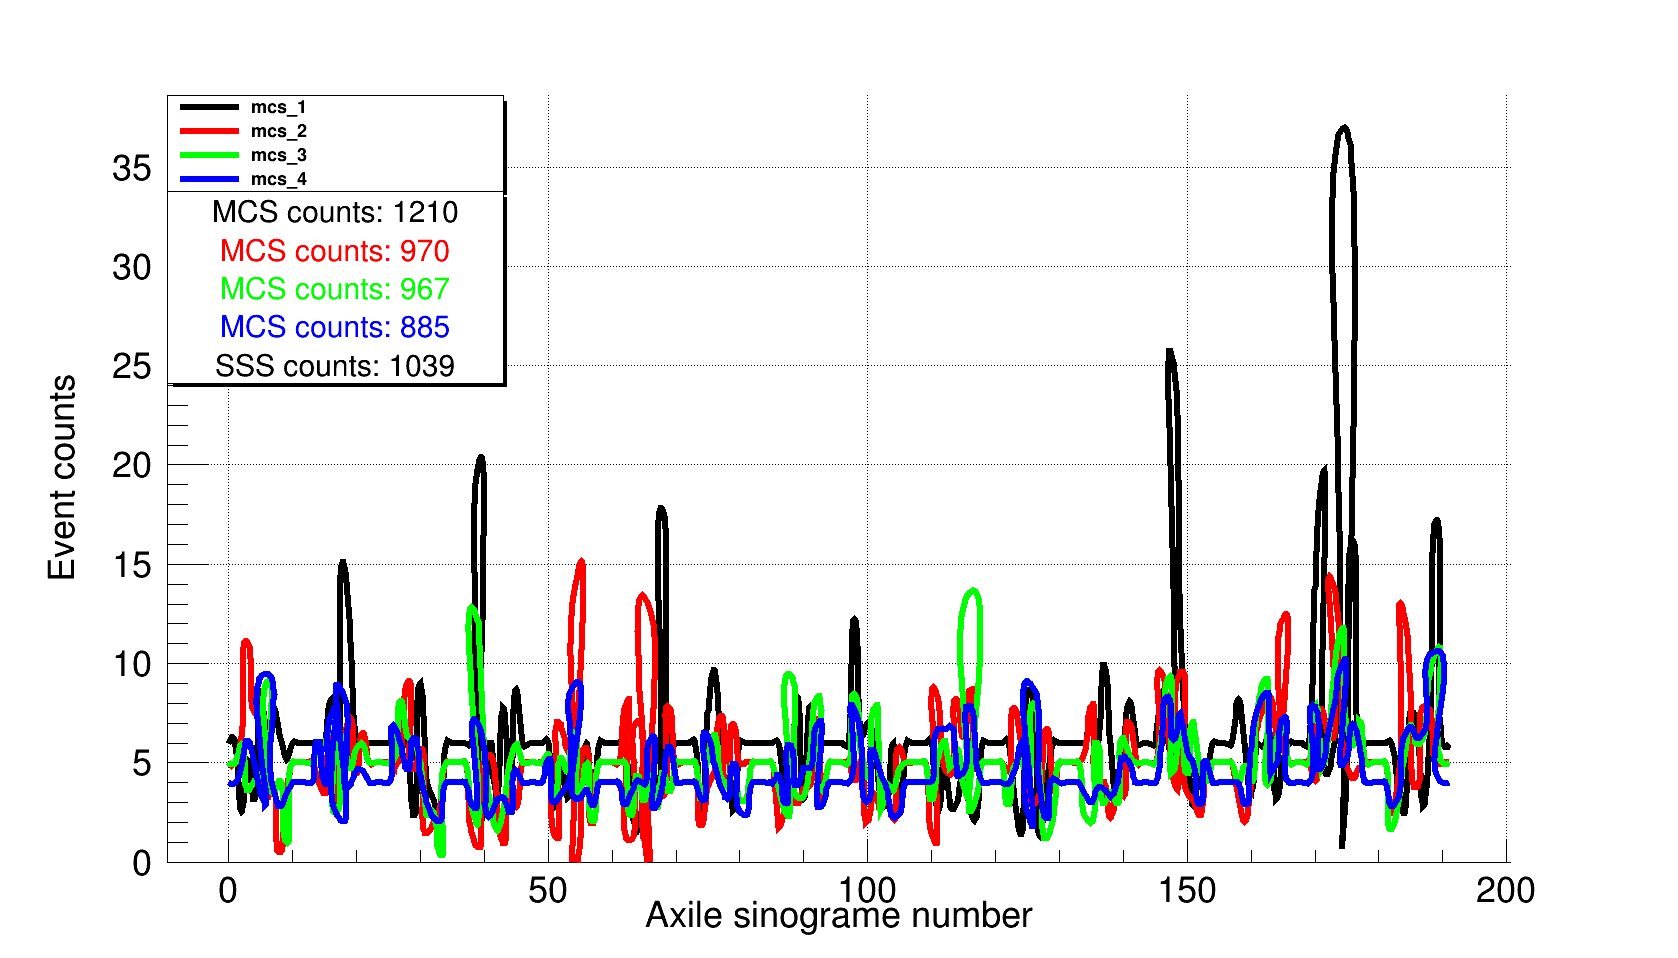 mcs_1
mcs_2
mcs_3
mcs_4
MCS counts: 1210
MCS counts: 970
MCS counts: 967
MCS counts: 885
SSS counts: 1039
Event counts
35
30
25
20
15
10
5
0
0 50 100 150 200
Axile sinograme number